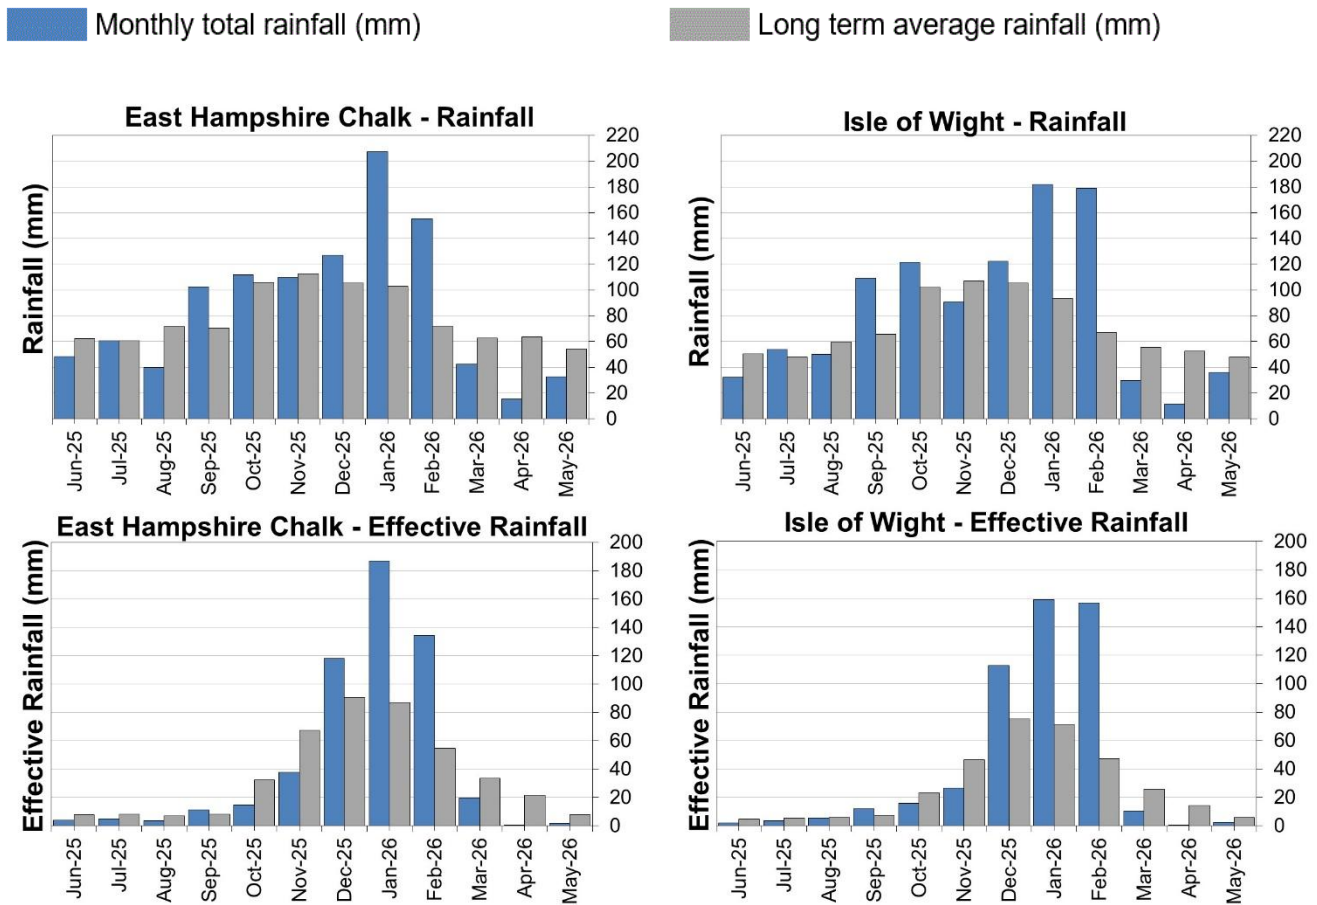 Monthly total rainfall (mm)
Long term average rainfall (mm)
East Hampshire Chalk - Rainfall
Rainfall (mm)
220
200
180
160
140
120
100
80
60
40
20
0
Jun-25
Jul-25
Aug-25
Sep-25
Oct-25
Nov-25
Dec-25
Jan-26
Feb-26
Mar-26
Apr-26
May-26
Isle of Wight - Rainfall
Rainfall (mm)
220
200
180
160
140
120
100
80
60
40
20
0
Jun-25
Jul-25
Aug-25
Sep-25
Oct-25
Nov-25
Dec-25
Jan-26
Feb-26
Mar-26
Apr-26
May-26
East Hampshire Chalk - Effective Rainfall
Effective Rainfall (mm)
200
180
160
140
120
100
80
60
40
20
0
Jun-25
Jul-25
Aug-25
Sep-25
Oct-25
Nov-25
Dec-25
Jan-26
Feb-26
Mar-26
Apr-26
May-26
Isle of Wight - Effective Rainfall
Effective Rainfall (mm)
200
180
160
140
120
100
80
60
40
20
0
Jun-25
Jul-25
Aug-25
Sep-25
Oct-25
Nov-25
Dec-25
Jan-26
Feb-26
Mar-26
Apr-26
May-26